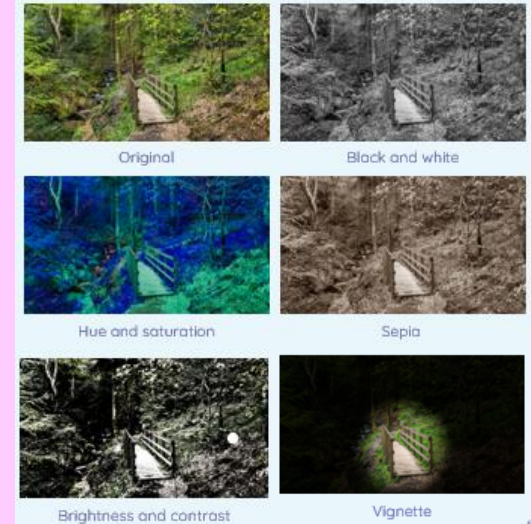 Original
Black and white
Hue and saturation
Sepia
Brightness and contrast
Vignette